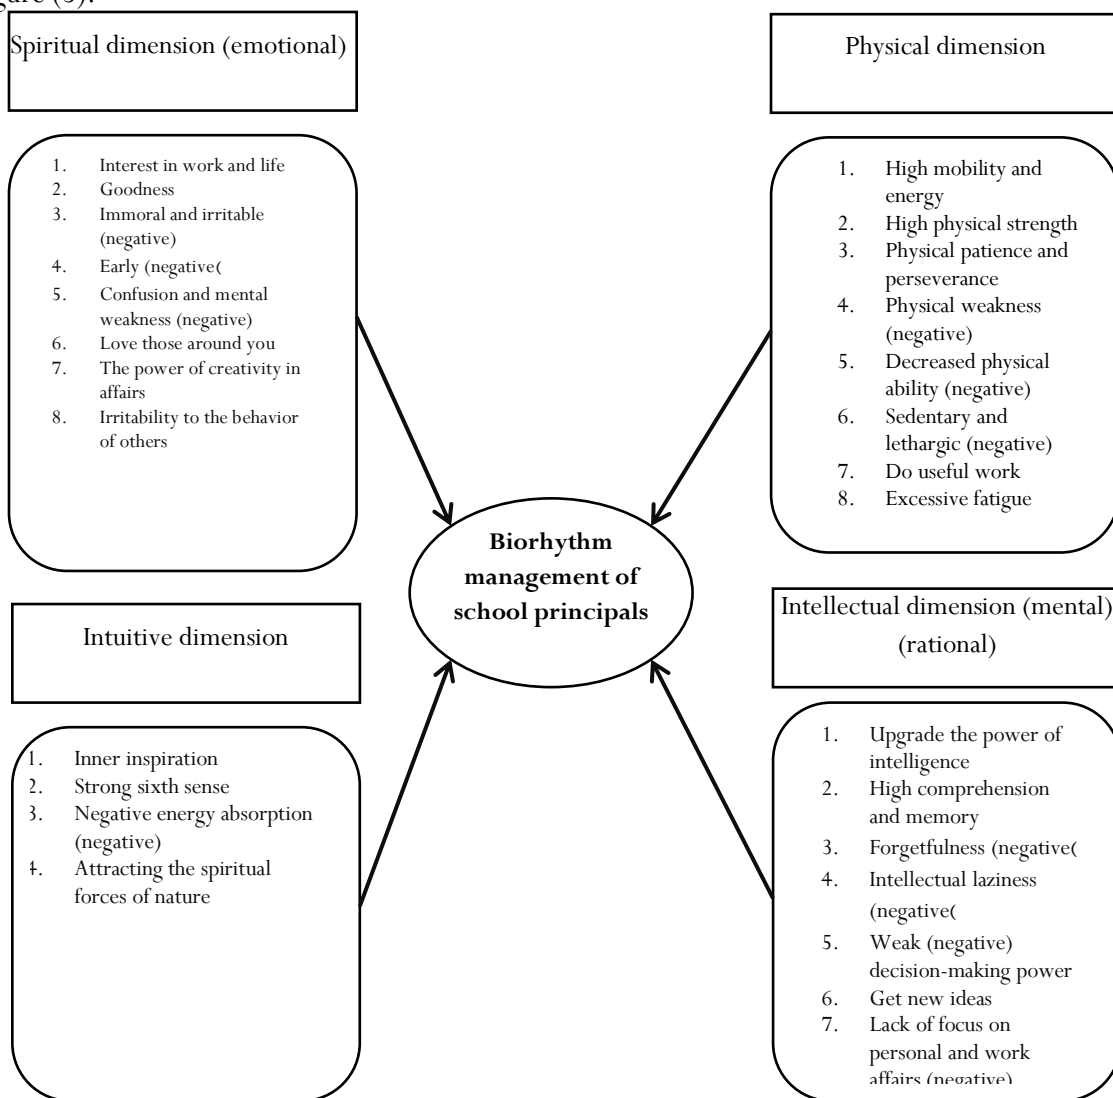 gure (3).
Spiritual dimension (emotional)
1. Interest in work and life
2. Goodness
3. Immoral and irritable
(negative)
4. Early (negative(
5. Confusion and mental
weakness (negative)
6. Love those around you
7. The power of creativity in
affairs
8. Irritability to the behavior
of others
Physical dimension
1. High mobility and
energy
2. High physical strength
3. Physical patience and
perseverance
4. Physical weakness
(negative)
5. Decreased physical
ability (negative)
6. Sedentary and
lethargic (negative)
7. Do useful work
8. Excessive fatigue
Biorhythm
management of
school principals
Intuitive dimension
1. Inner inspiration
2. Strong sixth sense
3. Negative energy absorption
(negative)
4. Attracting the spiritual
forces of nature
Intellectual dimension (mental)
(rational)
1. Upgrade the power of
intelligence
2. High comprehension
and memory
3. Forgetfulness (negative(
4. Intellectual laziness
(negative(
5. Weak (negative)
decision-making power
6. Get new ideas
7. Lack of focus on
personal and work
affairs (negative)